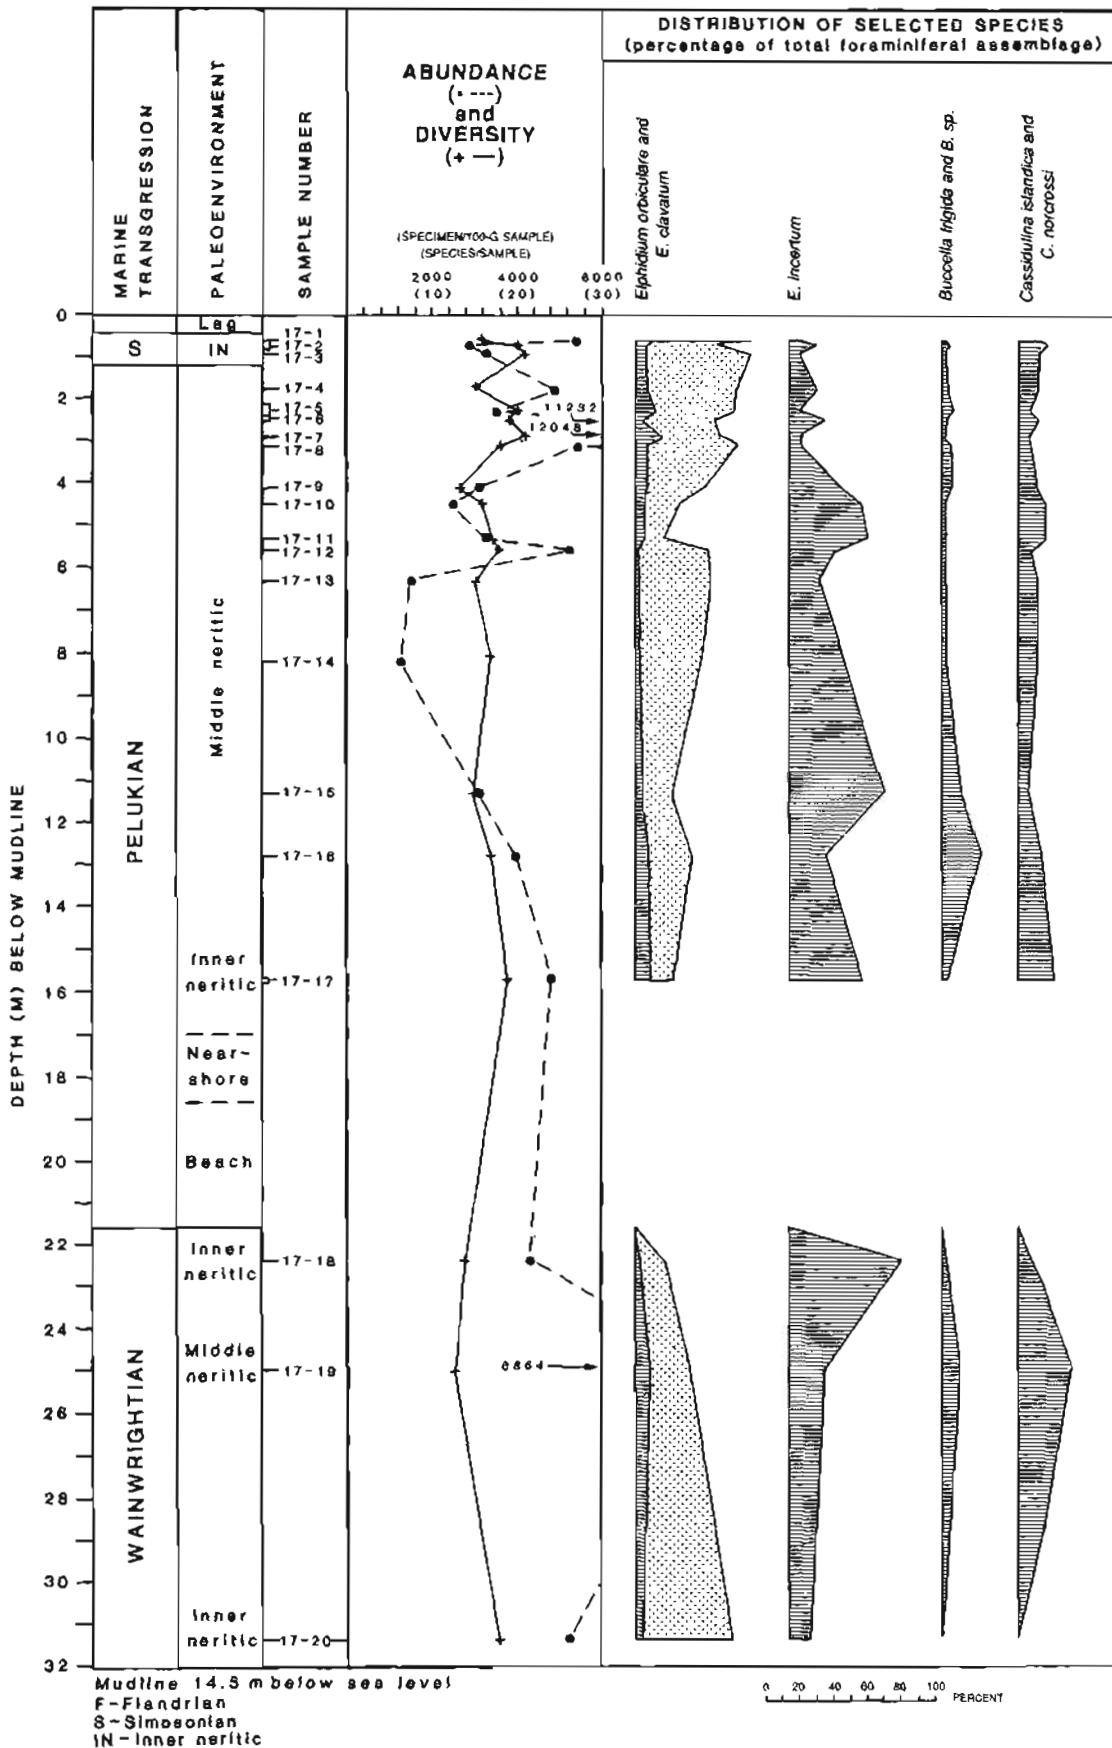 DISTRIBUTION OF SELECTED SPECIES
(percentage of total foraminiferal assemblage)
MARINE
TRANSGRESSION
PALEOENVIRONMENT
SAMPLE NUMBER
ABUNDANCE
(• ---)
and
DIVERSITY
(+ —)
(SPECIMEN/100-G SAMPLE)
(SPECIES/SAMPLE)
2000 4000 6000
(10) (20) (30)
Elphidium orbiculare and
E. clavatum
E. incertum
Buccella frigida and B. sp.
Cassidulina islandica and
C. norcrossi
DEPTH (M) BELOW MUDLINE
0
2
4
6
8
10
12
14
16
18
20
22
24
26
28
30
32
S
PELUKIAN
WAINWRIGHTIAN
Lag
IN
Middle neritic
Inner
neritic
Near-
shore
Beach
Inner
neritic
Middle
neritic
Inner
neritic
17-1
17-2
17-3
17-4
17-5
17-6
17-7
17-8
17-9
17-10
17-11
17-12
17-13
17-14
17-15
17-16
17-17
17-18
17-19
17-20
11232
12048
6864
Mudline 14.5 m below sea level
F-Flandrian
S-Simpsonian
IN-Inner neritic
0 20 40 60 80 100
PERCENT